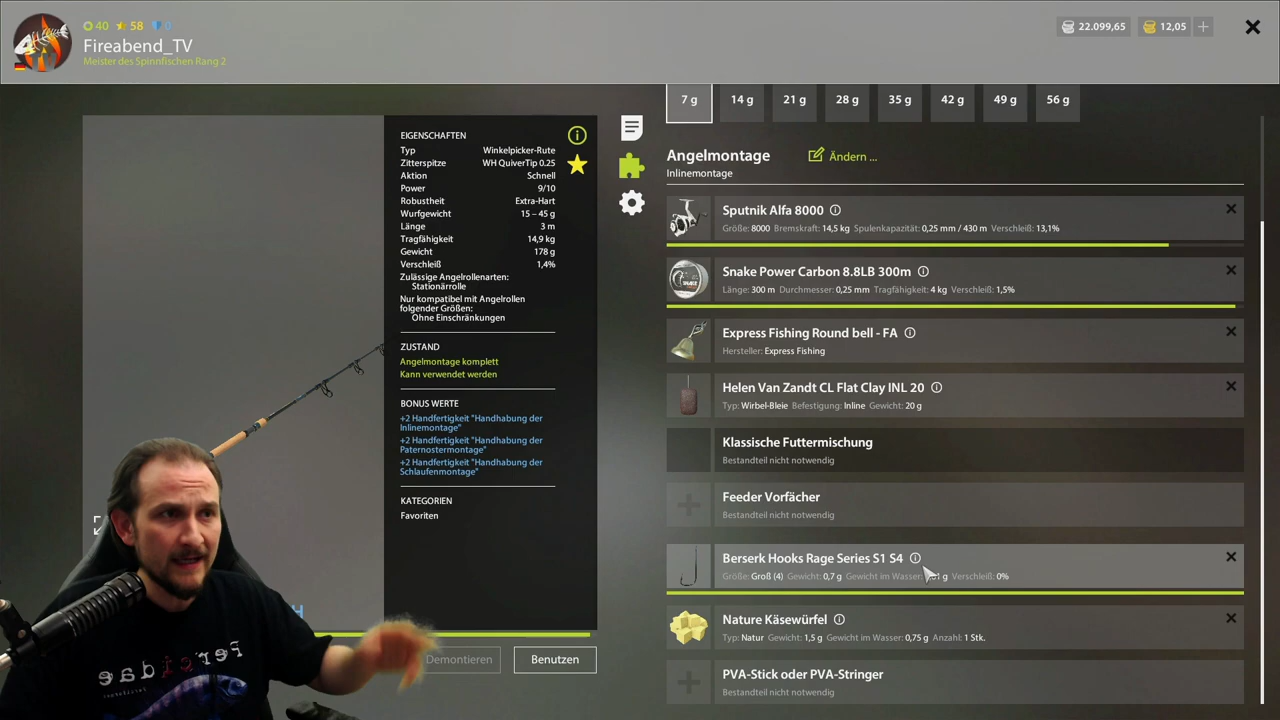 40 58 0
Fireabend_TV
Meister des Spinnfischen Rang 2
22.099,65 12,05 +
7 g 14 g 21 g 28 g 35 g 42 g 49 g 56 g
EIGENSCHAFTEN
Typ Winkelpicker-Rute
Zitterspitze WH QuiverTip 0.25
Aktion Schnell
Power 9/10
Robustheit Extra-Hart
Wurfgewicht 15 – 45 g
Länge 3 m
Tragfähigkeit 14,9 kg
Gewicht 178 g
Verschleiß 1,4%
Zulässige Angelrollenarten:
Stationärrolle
Nur kompatibel mit Angelrollen
folgender Größen:
Ohne Einschränkungen
ZUSTAND
Angelmontage komplett
Kann verwendet werden
BONUS WERTE
+2 Handfertigkeit "Handhabung der
Inlinemontage"
+2 Handfertigkeit "Handhabung der
Paternostermontage"
+2 Handfertigkeit "Handhabung der
Schlaufenmontage"
KATEGORIEN
Favoriten
H
Demontieren Benutzen
Angelmontage Ändern ...
Inlinemontage
Sputnik Alfa 8000
Größe: 8000 Bremskraft: 14,5 kg Spulenkapazität: 0,25 mm / 430 m Verschleiß: 13,1%
Snake Power Carbon 8.8LB 300m
Länge: 300 m Durchmesser: 0,25 mm Tragfähigkeit: 4 kg Verschleiß: 1,5%
Express Fishing Round bell - FA
Hersteller: Express Fishing
Helen Van Zandt CL Flat Clay INL 20
Typ: Wirbel-Bleie Befestigung: Inline Gewicht: 20 g
Klassische Futtermischung
Bestandteil nicht notwendig
Feeder Vorfächer
Bestandteil nicht notwendig
Berserk Hooks Rage Series S1 S4
Größe: Groß (4) Gewicht: 0,7 g Gewicht im Wasser: g Verschleiß: 0%
Nature Käsewürfel
Typ: Natur Gewicht: 1,5 g Gewicht im Wasser: 0,75 g Anzahl: 1 Stk.
PVA-Stick oder PVA-Stringer
Bestandteil nicht notwendig